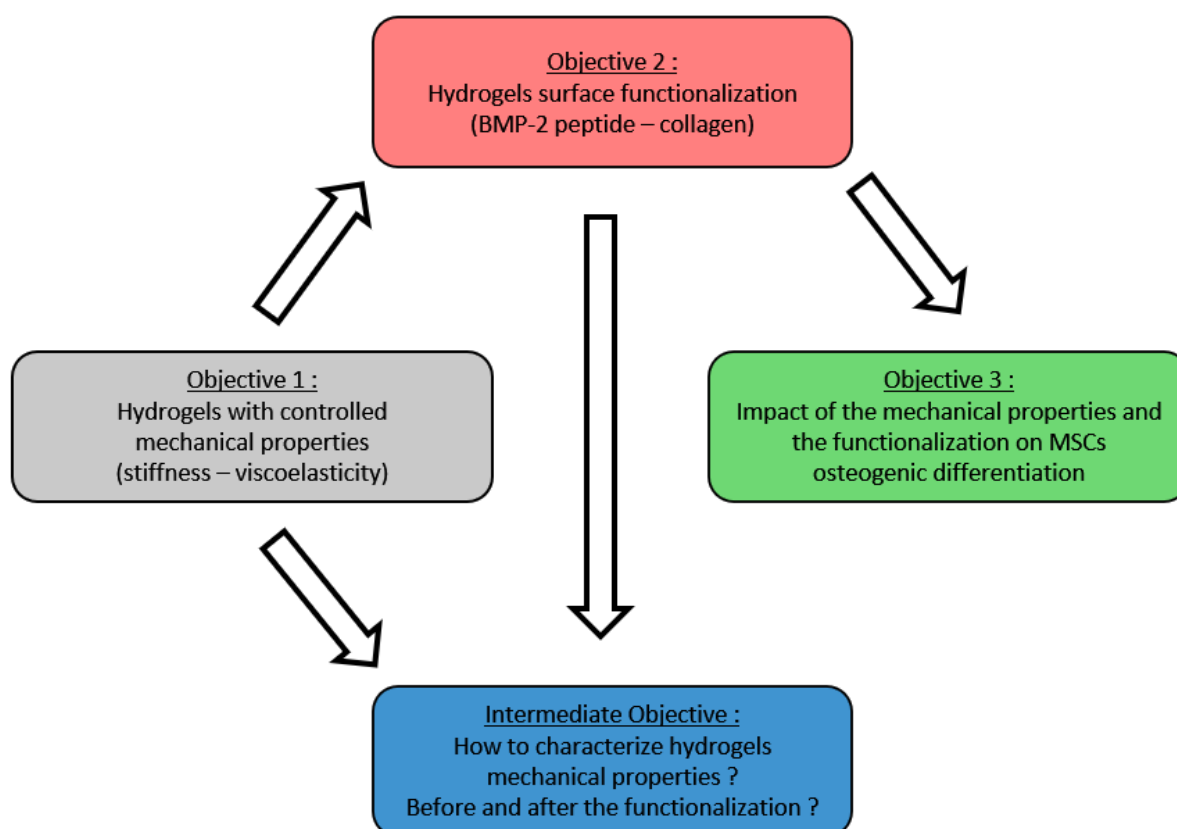 Objective 2 :
Hydrogels surface functionalization
(BMP-2 peptide – collagen)
Objective 1 :
Hydrogels with controlled
mechanical properties
(stiffness – viscoelasticity)
Objective 3 :
Impact of the mechanical properties and
the functionalization on MSCs
osteogenic differentiation
Intermediate Objective :
How to characterize hydrogels
mechanical properties ?
Before and after the functionalization ?